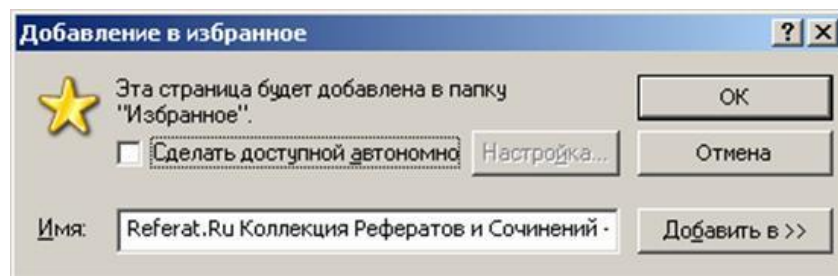 Добавление в избранное
Эта страница будет добавлена в папку
"Избранное".
OK
Сделать доступной автономно
Настройка...
Отмена
Имя:
Referat.Ru Коллекция Рефератов и Сочинений -
Добавить в >>